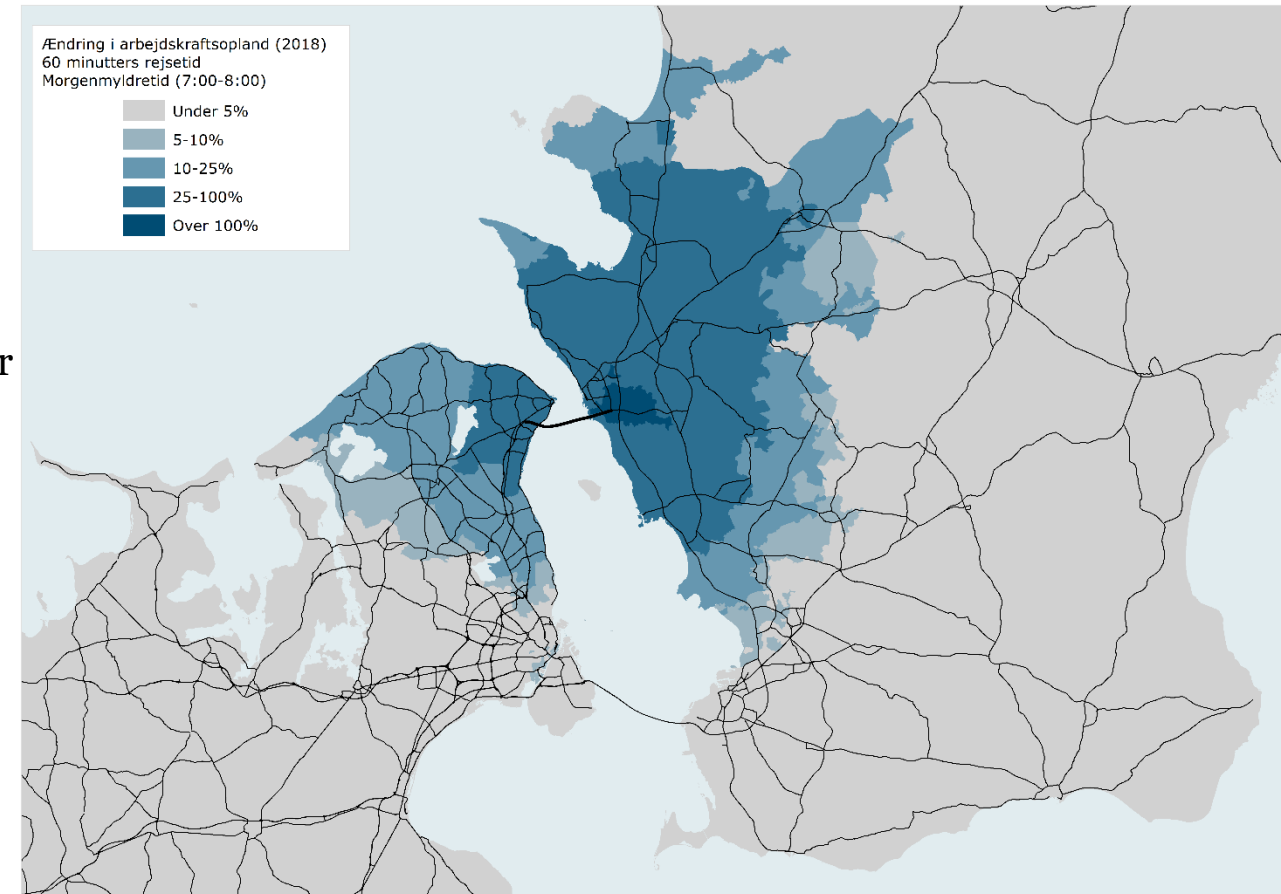 Ændring i arbejdskraftsopland (2018)
60 minutters rejsetid
Morgenmyldretid (7:00-8:00)
Under 5%
5-10%
10-25%
25-100%
Over 100%
r